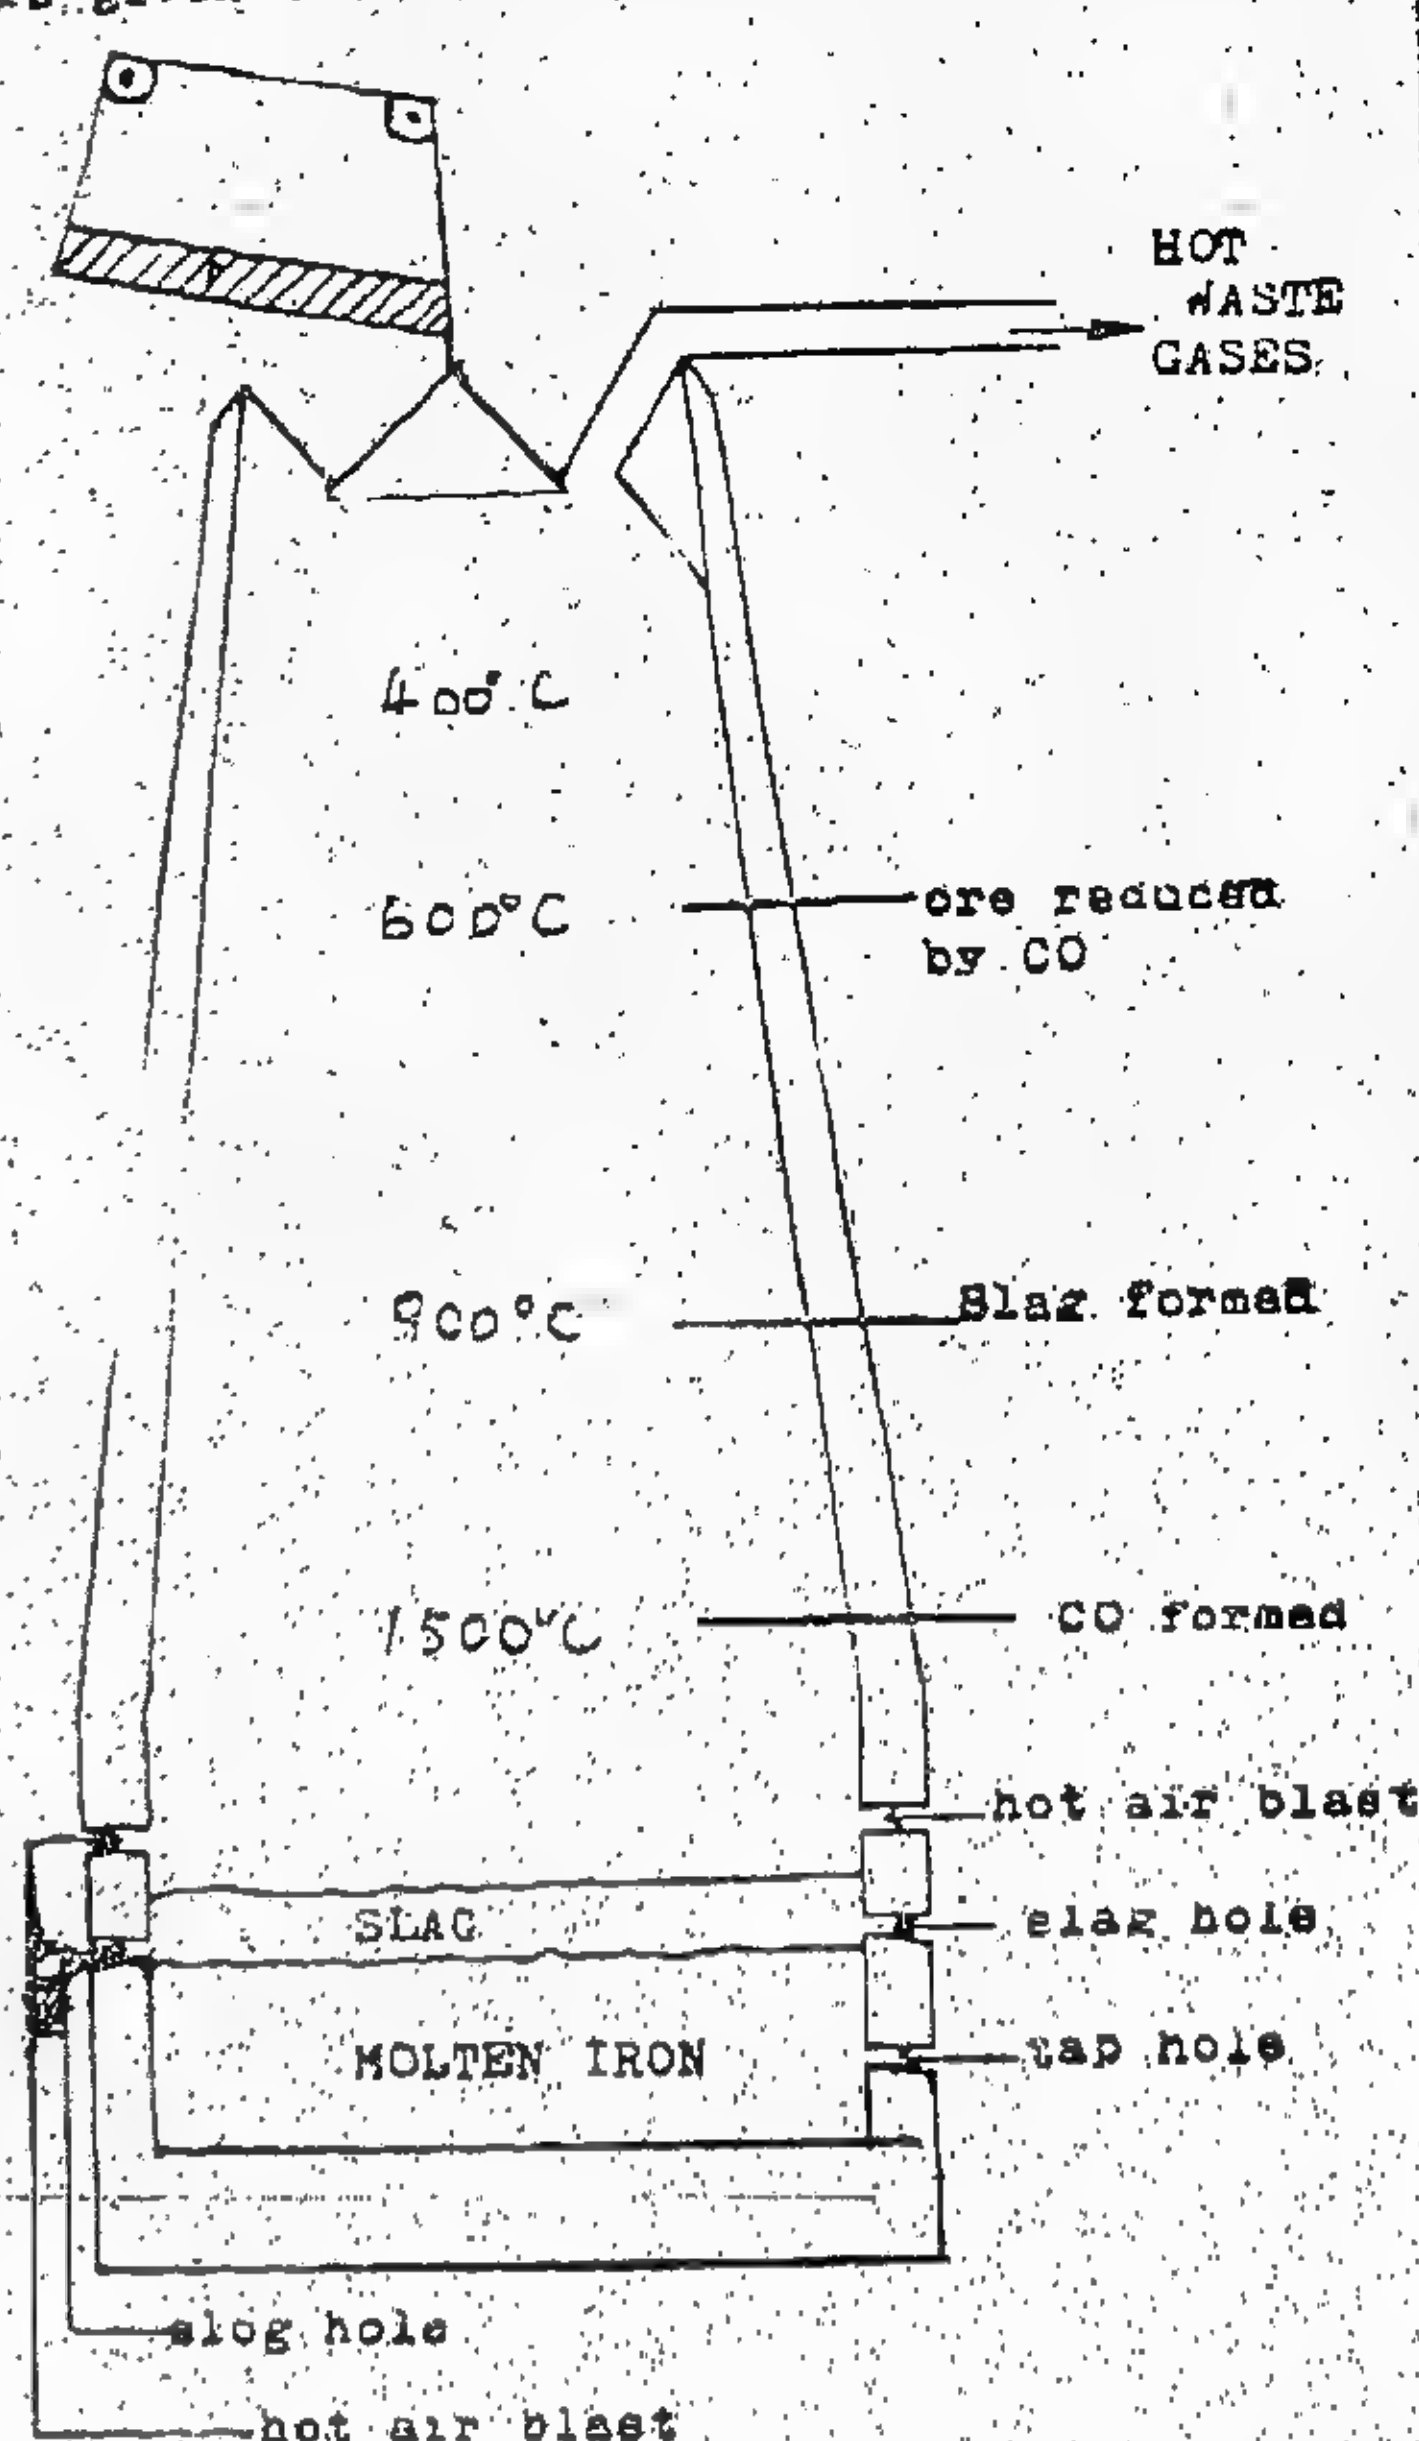 HOT
WASTE
GASES
400°C
600°C
ore reduced
by CO
900°C
Slag formed
1500°C
CO formed
hot air blast
SLAG
slag hole
MOLTEN IRON
tap hole
slog hole
hot air blast